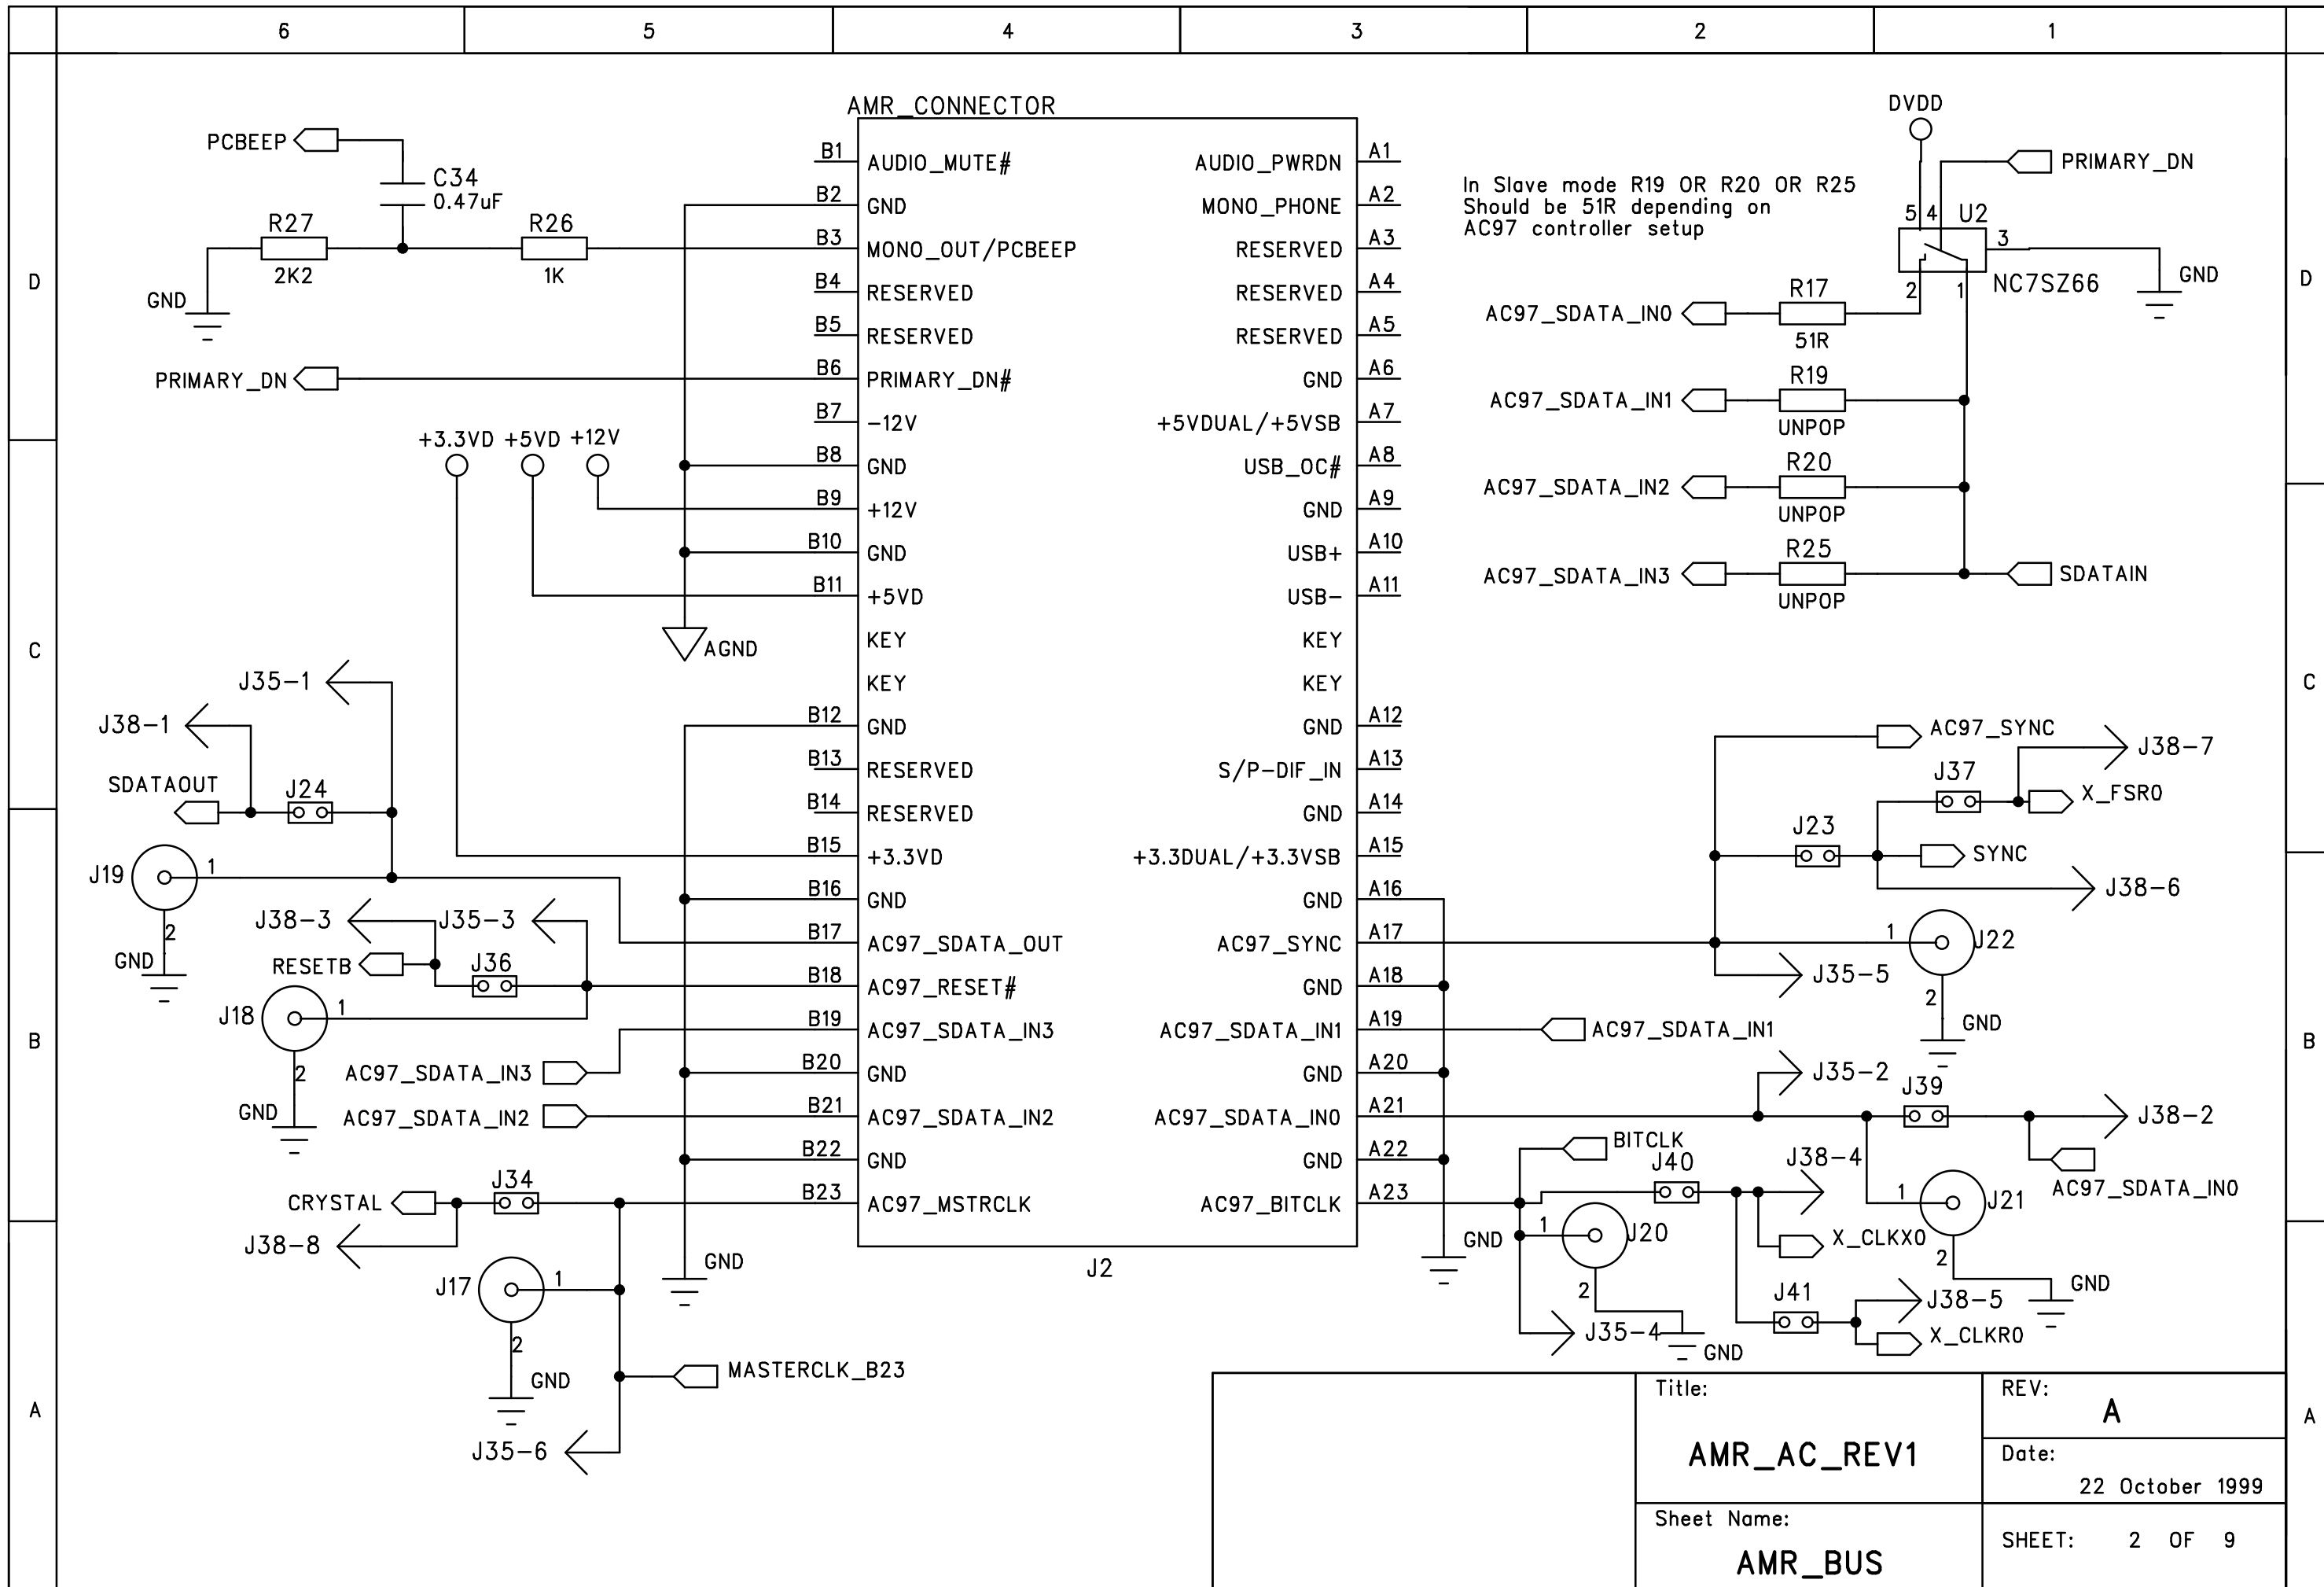 6 5 4 3 2 1
AMR_CONNECTOR
PCBEEP
C34
0.47uF
R27
2K2
R26
1K
GND
PRIMARY_DN
+3.3VD +5VD +12V
AGND
B1 AUDIO_MUTE#
B2 GND
B3 MONO_OUT/PCBEEP
B4 RESERVED
B5 RESERVED
B6 PRIMARY_DN#
B7 -12V
B8 GND
B9 +12V
B10 GND
B11 +5VD
KEY
KEY
B12 GND
B13 RESERVED
B14 RESERVED
B15 +3.3VD
B16 GND
B17 AC97_SDATA_OUT
B18 AC97_RESET#
B19 AC97_SDATA_IN3
B20 GND
B21 AC97_SDATA_IN2
B22 GND
B23 AC97_MSTRCLK
AUDIO_PWRDN A1
MONO_PHONE A2
RESERVED A3
RESERVED A4
RESERVED A5
GND A6
+5VDUAL/+5VSB A7
USB_OC# A8
GND A9
USB+ A10
USB- A11
KEY
KEY
GND A12
S/P-DIF_IN A13
GND A14
+3.3DUAL/+3.3VSB A15
GND A16
AC97_SYNC A17
GND A18
AC97_SDATA_IN1 A19
GND A20
AC97_SDATA_IN0 A21
GND A22
AC97_BITCLK A23
J2
In Slave mode R19 OR R20 OR R25
Should be 51R depending on
AC97 controller setup
DVDD
PRIMARY_DN
5 4 U2
3
NC7SZ66
GND
2 1
AC97_SDATA_IN0
R17
51R
AC97_SDATA_IN1
R19
UNPOP
AC97_SDATA_IN2
R20
UNPOP
AC97_SDATA_IN3
R25
UNPOP
SDATAIN
J35-1
J38-1
SDATAOUT
J24
J19
1
2
GND
J38-3
J35-3
RESETB
J36
J18
1
2
GND
AC97_SDATA_IN3
AC97_SDATA_IN2
CRYSTAL
J34
J38-8
J17
1
2
GND
GND
MASTERCLK_B23
J35-6
AC97_SYNC
J38-7
J37
X_FSR0
J23
SYNC
J38-6
1
J22
2
GND
J35-5
AC97_SDATA_IN1
J35-2
J39
J38-2
AC97_SDATA_IN0
BITCLK
J40
J38-4
1
J21
2
GND
GND
1
J20
2
GND
X_CLKX0
J41
J38-5
X_CLKR0
J35-4
D
C
B
A
D
C
B
A
Title:
AMR_AC_REV1
REV:
A
Date:
22 October 1999
Sheet Name:
AMR_BUS
SHEET: 2 OF 9